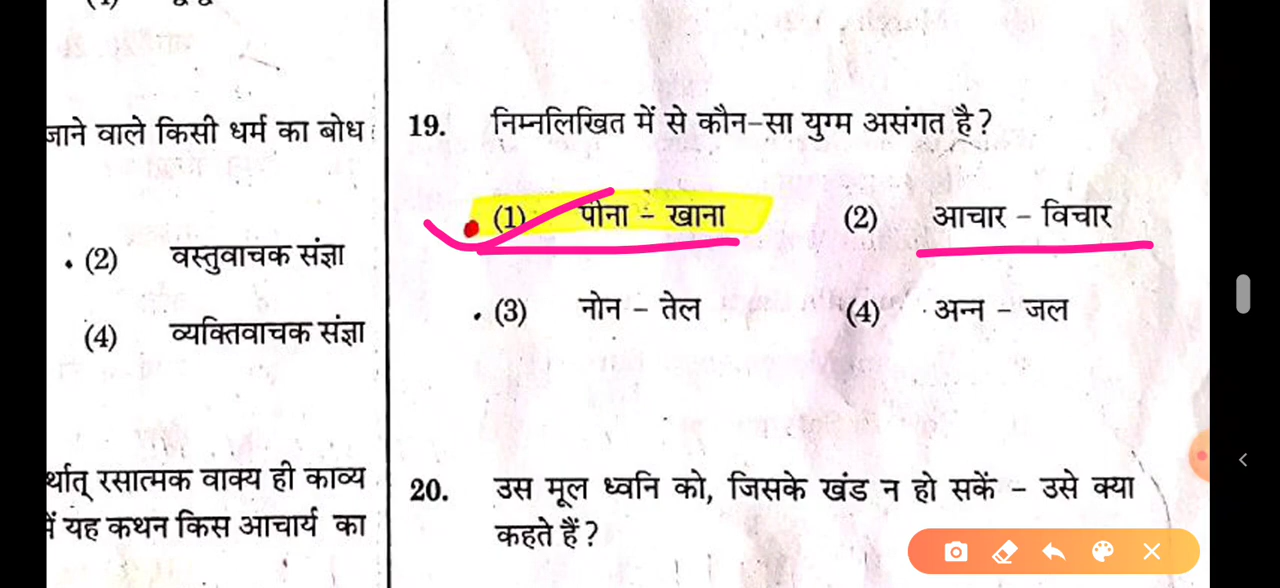 जाने वाले किसी धर्म का बोध
(2) वस्तुवाचक संज्ञा
(4) व्यक्तिवाचक संज्ञा
र्थात् रसात्मक वाक्य ही काव्य
में यह कथन किस आचार्य का
19. निम्नलिखित में से कौन-सा युग्म असंगत है?
(1) पीना - खाना (2) आचार - विचार
(3) नोन - तेल (4) अन्न - जल
20. उस मूल ध्वनि को, जिसके खंड न हो सकें - उसे क्या
कहते हैं?